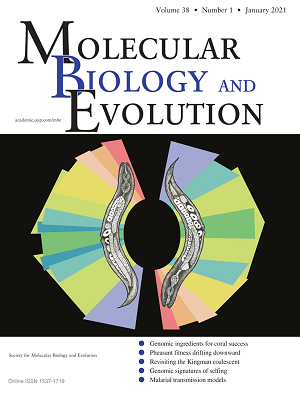 Volume 38 • Number 1 • January 2021
MOLECULAR
BIOLOGY AND
EVOLUTION
academic.oup.com/mbe
Genomic ingredients for coral success
Pheasant fitness drifting downward
Revisiting the Kingman coalescent
Genomic signatures of selfing
Malarial transmission models
Society for Molecular Biology and Evolution
Online ISSN 1537-1719